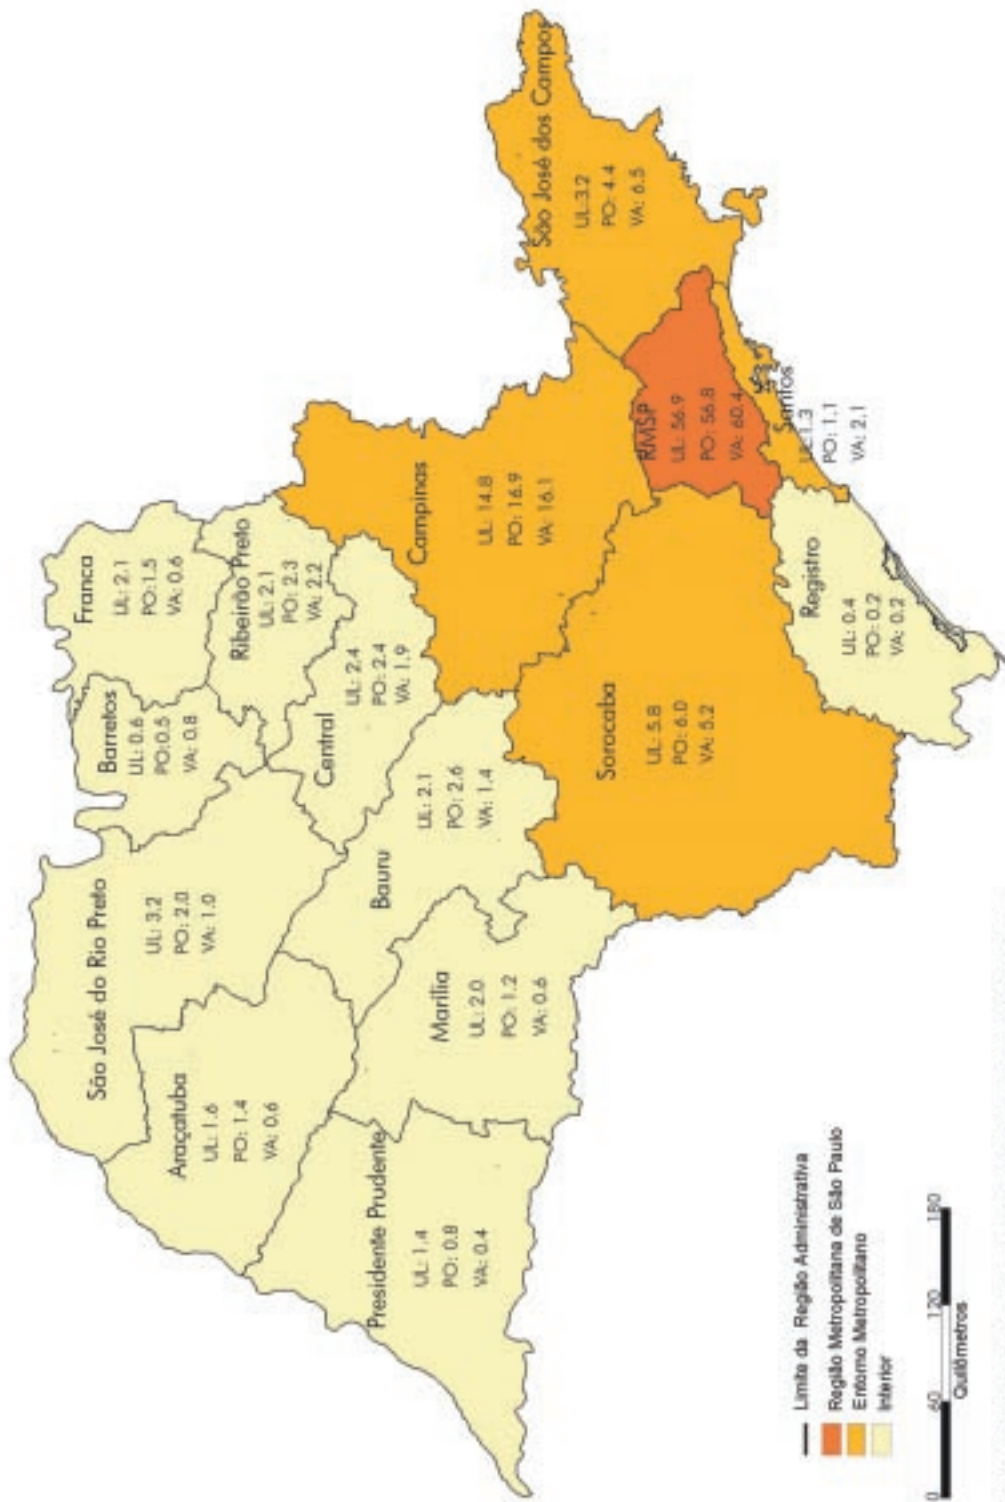 São José do Rio Preto
UL: 3.2
PO: 2.0
VA: 1.0
Barretos
UL: 0.6
PO: 0.5
VA: 0.8
Franca
UL: 2.1
PO: 1.5
VA: 0.6
Araçatuba
UL: 1.6
PO: 1.4
VA: 0.6
Ribeirão Preto
UL: 2.1
PO: 2.3
VA: 2.2
Central
UL: 2.4
PO: 2.4
VA: 1.9
Presidente Prudente
UL: 1.4
PO: 0.8
VA: 0.4
Marília
UL: 2.0
PO: 1.2
VA: 0.6
Bauru
UL: 2.1
PO: 2.6
VA: 1.4
Campinas
UL: 14.8
PO: 16.9
VA: 16.1
São José dos Campos
UL:3.2
PO: 4.4
VA: 6.5
Sorocaba
UL: 5.8
PO: 6.0
VA: 5.2
RMSP
UL: 56.9
PO: 56.8
VA: 60.4
Santos
UL:1.3
PO: 1.1
VA: 2.1
Registro
UL: 0.4
PO: 0.2
VA: 0.2
Limite da Região Administrativa
Região Metropolitana de São Paulo
Entorno Metropolitano
Interior
0 60 120 180
Quilômetros